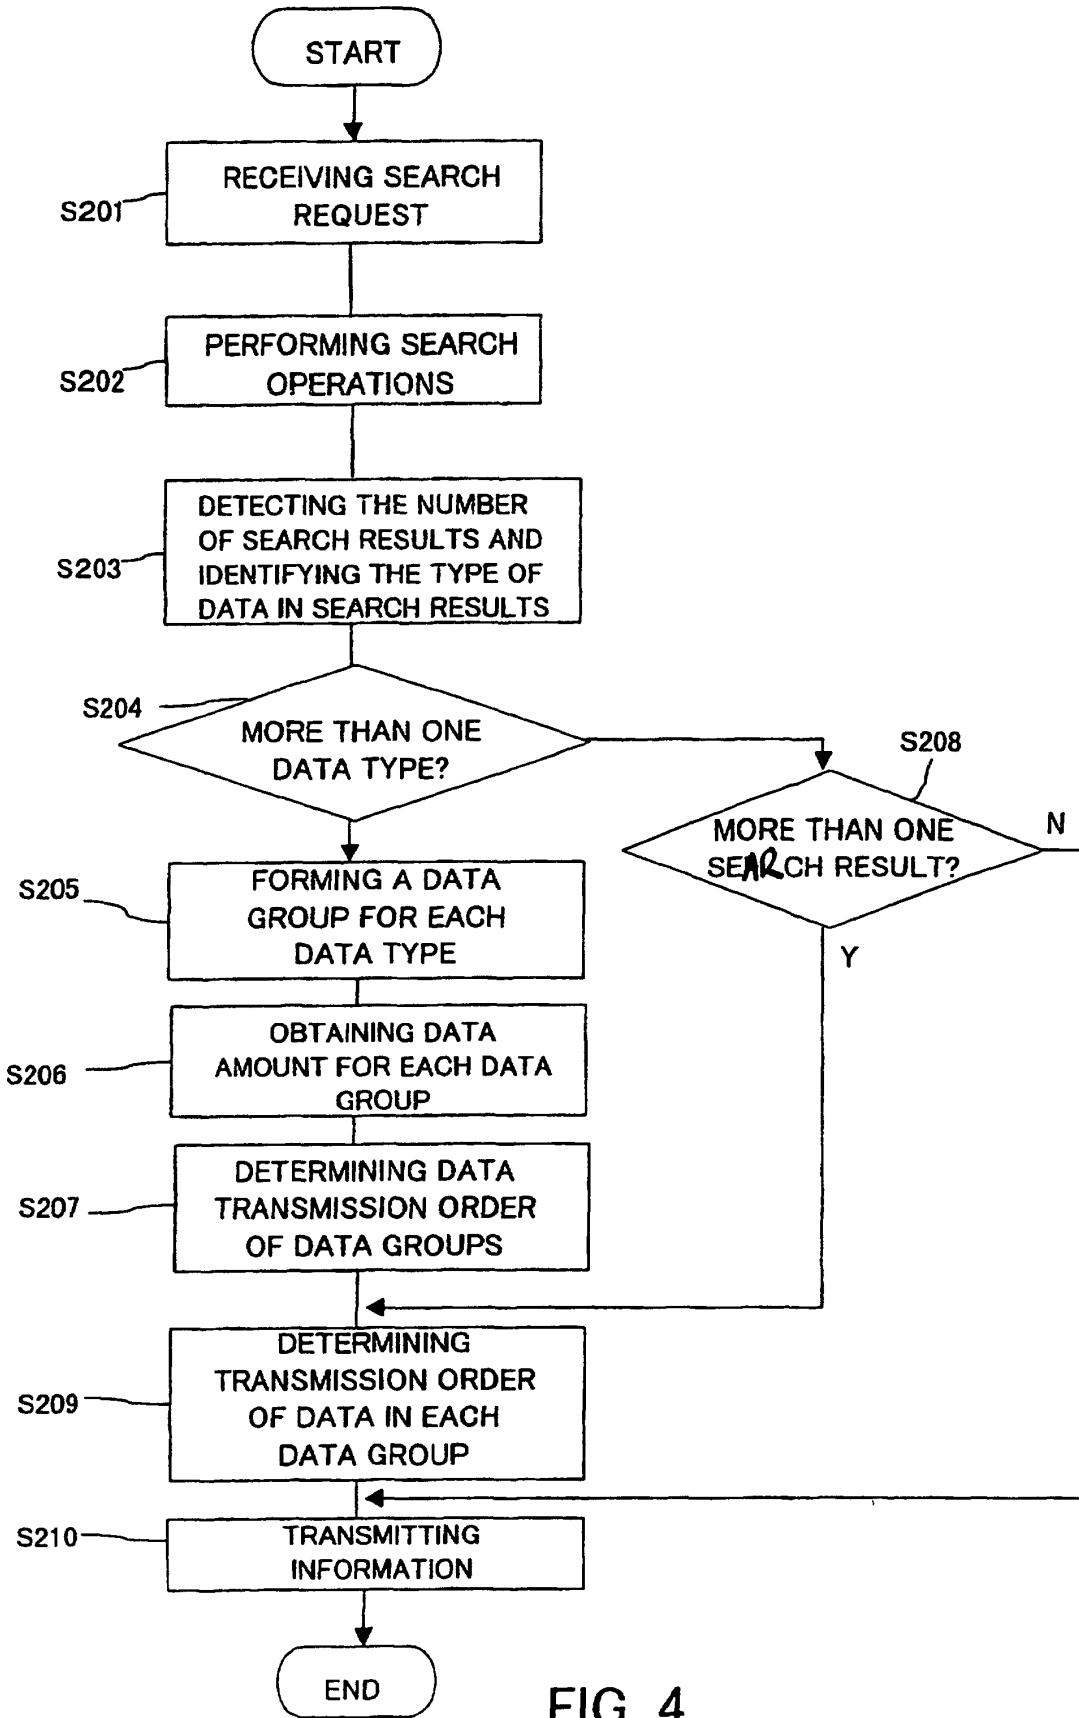 START
RECEIVING SEARCH
REQUEST
S201
PERFORMING SEARCH
OPERATIONS
S202
DETECTING THE NUMBER
OF SEARCH RESULTS AND
IDENTIFYING THE TYPE OF
DATA IN SEARCH RESULTS
S203
S204
MORE THAN ONE
DATA TYPE?
S208
MORE THAN ONE
SEARCH RESULT?
N
Y
S205
FORMING A DATA
GROUP FOR EACH
DATA TYPE
OBTAINING DATA
AMOUNT FOR EACH DATA
GROUP
S206
DETERMINING DATA
TRANSMISSION ORDER
OF DATA GROUPS
S207
DETERMINING
TRANSMISSION ORDER
OF DATA IN EACH
DATA GROUP
S209
S210
TRANSMITTING
INFORMATION
END
FIG. 4